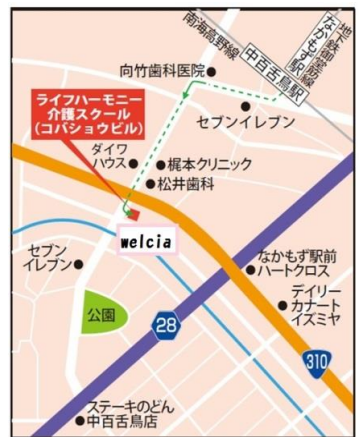 地下鉄御堂筋線
なかもず駅
南海高野線
中百舌鳥駅
向竹歯科医院
セブンイレブン
ライフハーモニー
介護スクール
(コバショウビル)
ダイワ
ハウス
梶本クリニック
松井歯科
welcia
セブン
イレブン
なかもず駅前
ハートクロス
デイリー
カナート
イズミヤ
公園
28
310
ステーキのどん
中百舌鳥店